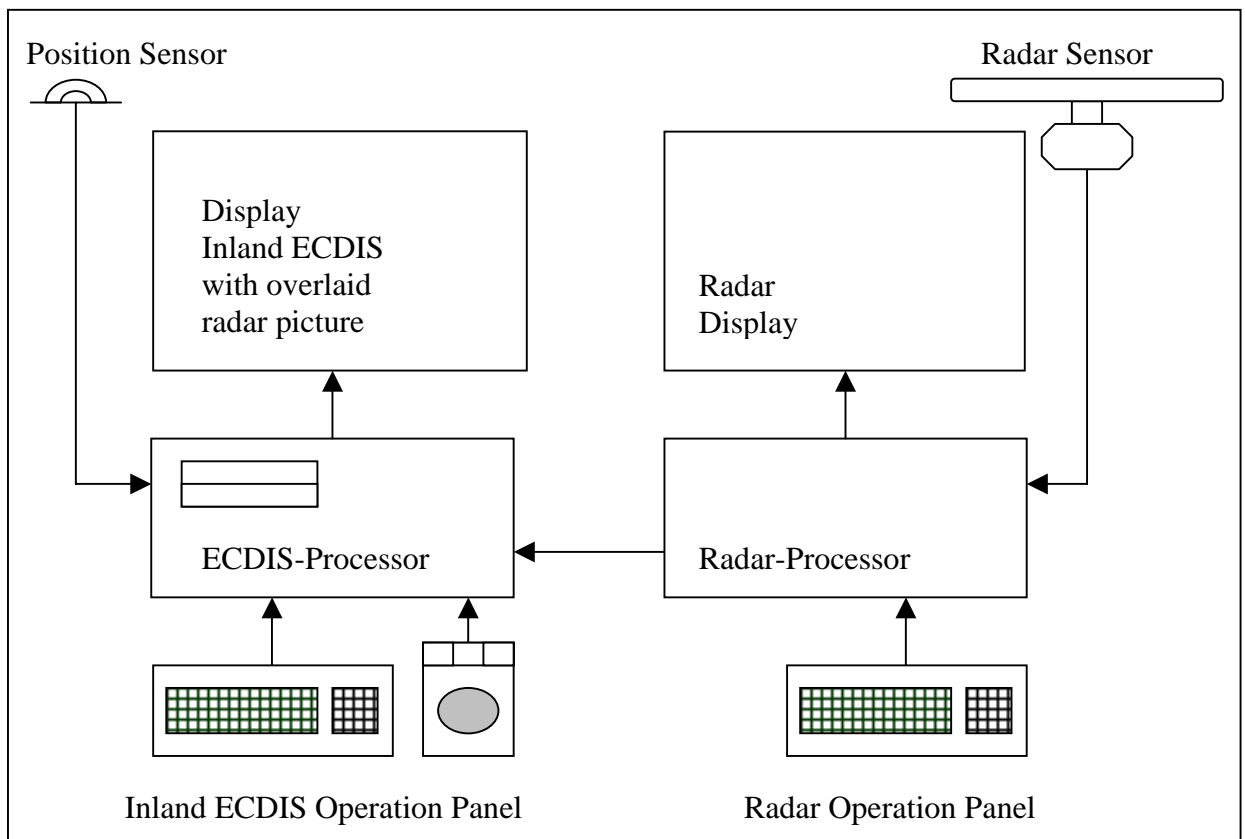 Position Sensor
Radar Sensor
Display
Inland ECDIS
with overlaid
radar picture
Radar
Display
ECDIS-Processor
Radar-Processor
Inland ECDIS Operation Panel
Radar Operation Panel